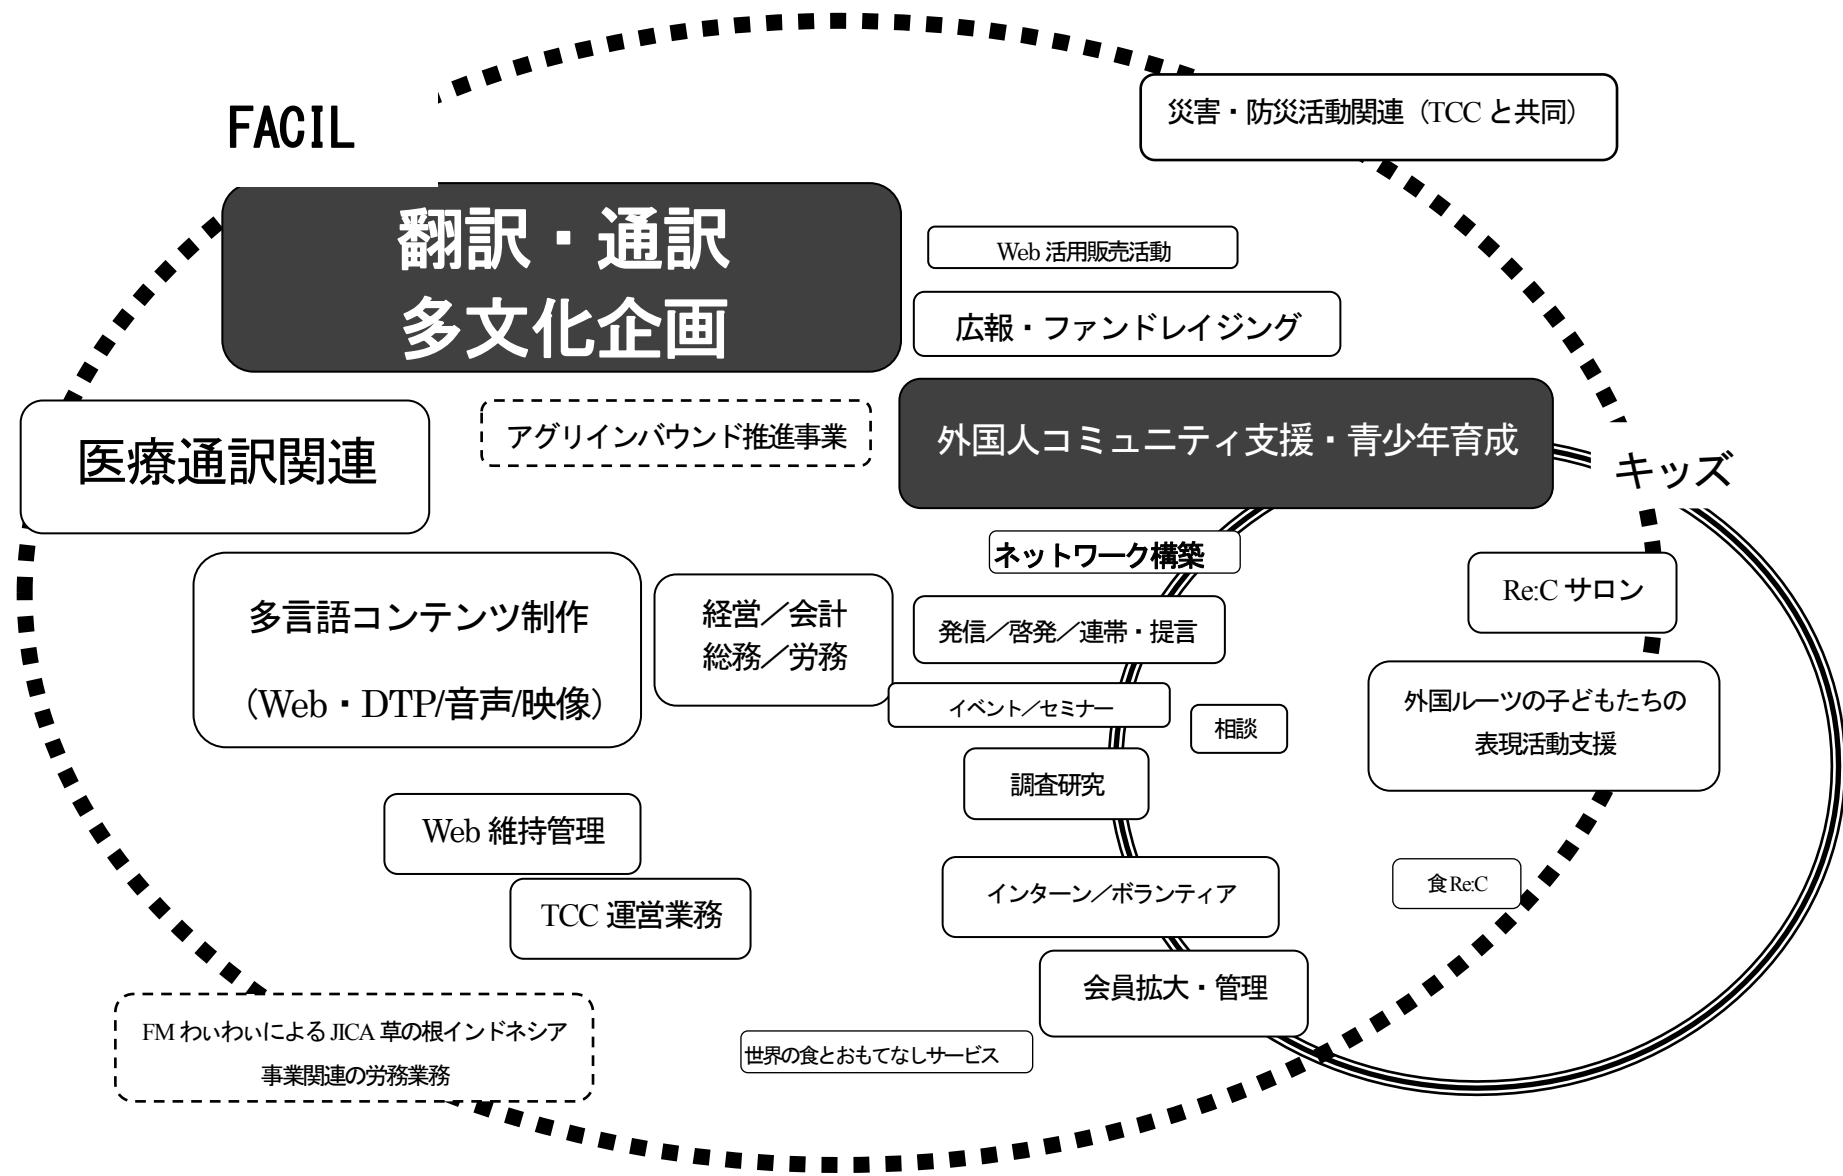 FACIL
災害・防災活動関連（TCC と共同）
翻訳・通訳
多文化企画
Web 活用販売活動
広報・ファンドレイジング
医療通訳関連
アグリインバウンド推進事業
外国人コミュニティ支援・青少年育成
キッズ
ネットワーク構築
Re:C サロン
多言語コンテンツ制作
（Web・DTP/音声/映像）
経営／会計
総務／労務
発信／啓発／連帯・提言
イベント／セミナー
相談
外国ルーツの子どもたちの
表現活動支援
調査研究
Web 維持管理
TCC 運営業務
インターン／ボランティア
食 Re:C
会員拡大・管理
FM わぃわぃによる JICA 草の根インドネシア
事業関連の労務業務
世界の食とおもてなしサービス